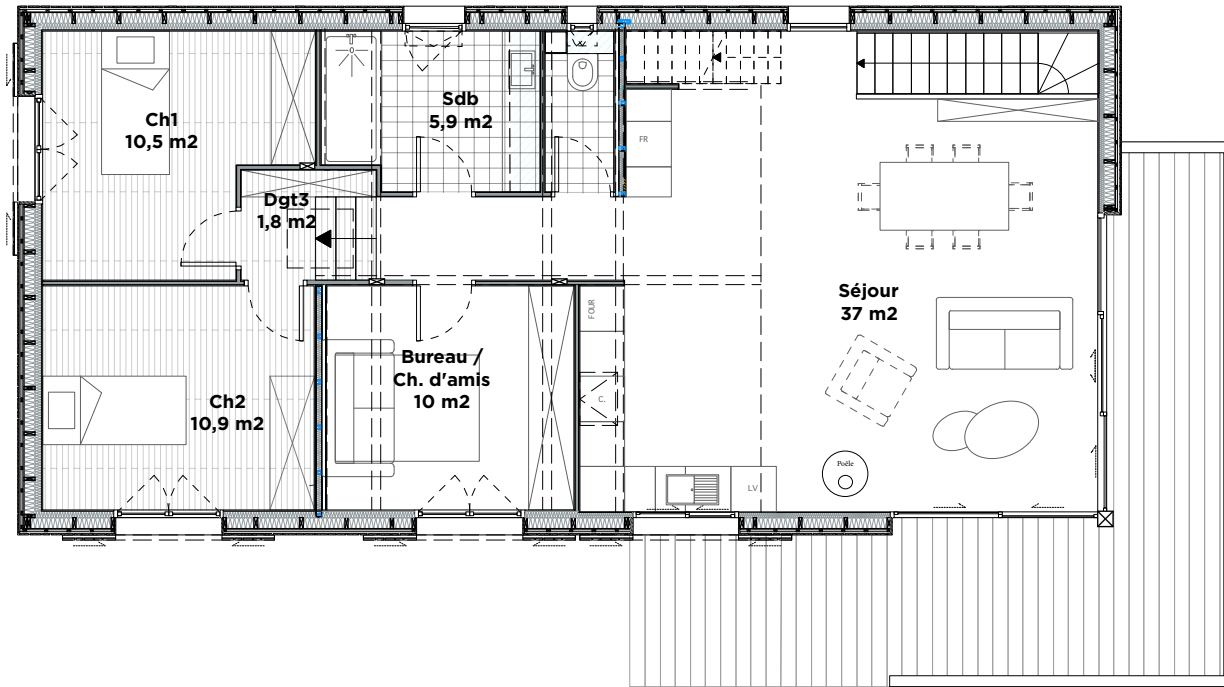 Ch1
10,5 m2
Sdb
5,9 m2
FR
Dgt3
1,8 m2
Séjour
37 m2
FOUR
Bureau /
Ch. d'amis
10 m2
Ch2
10,9 m2
C.
Poêle
LV